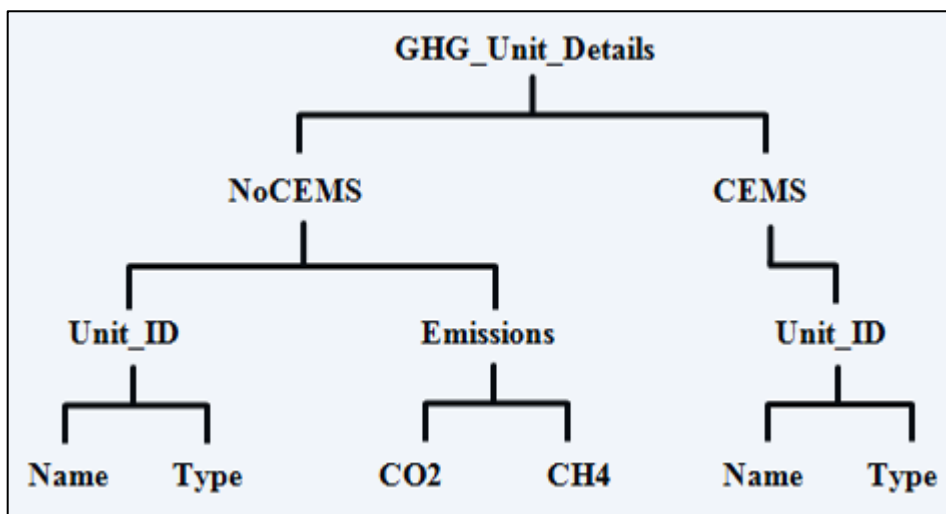 GHG_Unit_Details
NoCEMS CEMS
Unit_ID Emissions Unit_ID
Name Type CO2 CH4 Name Type